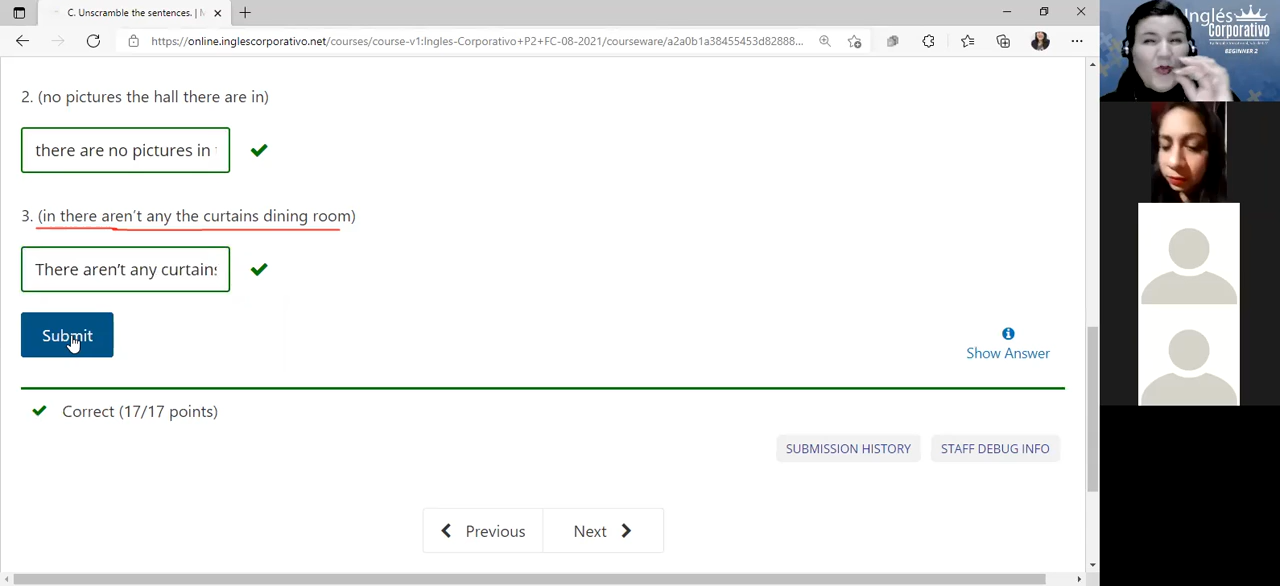 C. Unscramble the sentences. | M
https://online.inglescorporativo.net/courses/course-v1:Ingles-Corporativo+P2+FC-08-2021/courseware/a2a0b1a38455453d82888...
Inglés
Corporativo
BEGINNER 2
2. (no pictures the hall there are in)
there are no pictures in
3. (in there aren't any the curtains dining room)
There aren't any curtains
Submit
Show Answer
Correct (17/17 points)
SUBMISSION HISTORY
STAFF DEBUG INFO
Previous
Next